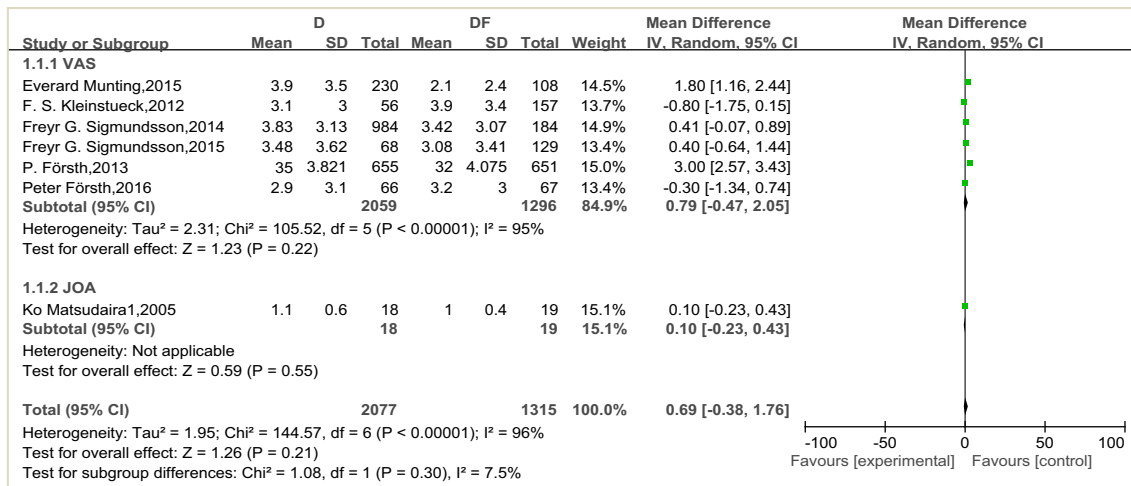 D DF Mean Difference Mean Difference
Study or Subgroup Mean SD Total Mean SD Total Weight IV, Random, 95% CI IV, Random, 95% CI
1.1.1 VAS
Everard Munting,2015 3.9 3.5 230 2.1 2.4 108 14.5% 1.80 [1.16, 2.44]
F. S. Kleinstueck,2012 3.1 3 56 3.9 3.4 157 13.7% -0.80 [-1.75, 0.15]
Freyr G. Sigmundsson,2014 3.83 3.13 984 3.42 3.07 184 14.9% 0.41 [-0.07, 0.89]
Freyr G. Sigmundsson,2015 3.48 3.62 68 3.08 3.41 129 13.4% 0.40 [-0.64, 1.44]
P. Försth,2013 35 3.821 655 32 4.075 651 15.0% 3.00 [2.57, 3.43]
Peter Försth,2016 2.9 3.1 66 3.2 3 67 13.4% -0.30 [-1.34, 0.74]
Subtotal (95% CI) 2059 1296 84.9% 0.79 [-0.47, 2.05]
Heterogeneity: Tau² = 2.31; Chi² = 105.52, df = 5 (P < 0.00001); I² = 95%
Test for overall effect: Z = 1.23 (P = 0.22)
1.1.2 JOA
Ko Matsudaira1,2005 1.1 0.6 18 1 0.4 19 15.1% 0.10 [-0.23, 0.43]
Subtotal (95% CI) 18 19 15.1% 0.10 [-0.23, 0.43]
Heterogeneity: Not applicable
Test for overall effect: Z = 0.59 (P = 0.55)
Total (95% CI) 2077 1315 100.0% 0.69 [-0.38, 1.76]
Heterogeneity: Tau² = 1.95; Chi² = 144.57, df = 6 (P < 0.00001); I² = 96%
Test for overall effect: Z = 1.26 (P = 0.21)
Test for subgroup differences: Chi² = 1.08, df = 1 (P = 0.30), I² = 7.5%
-100 -50 0 50 100
Favours [experimental] Favours [control]